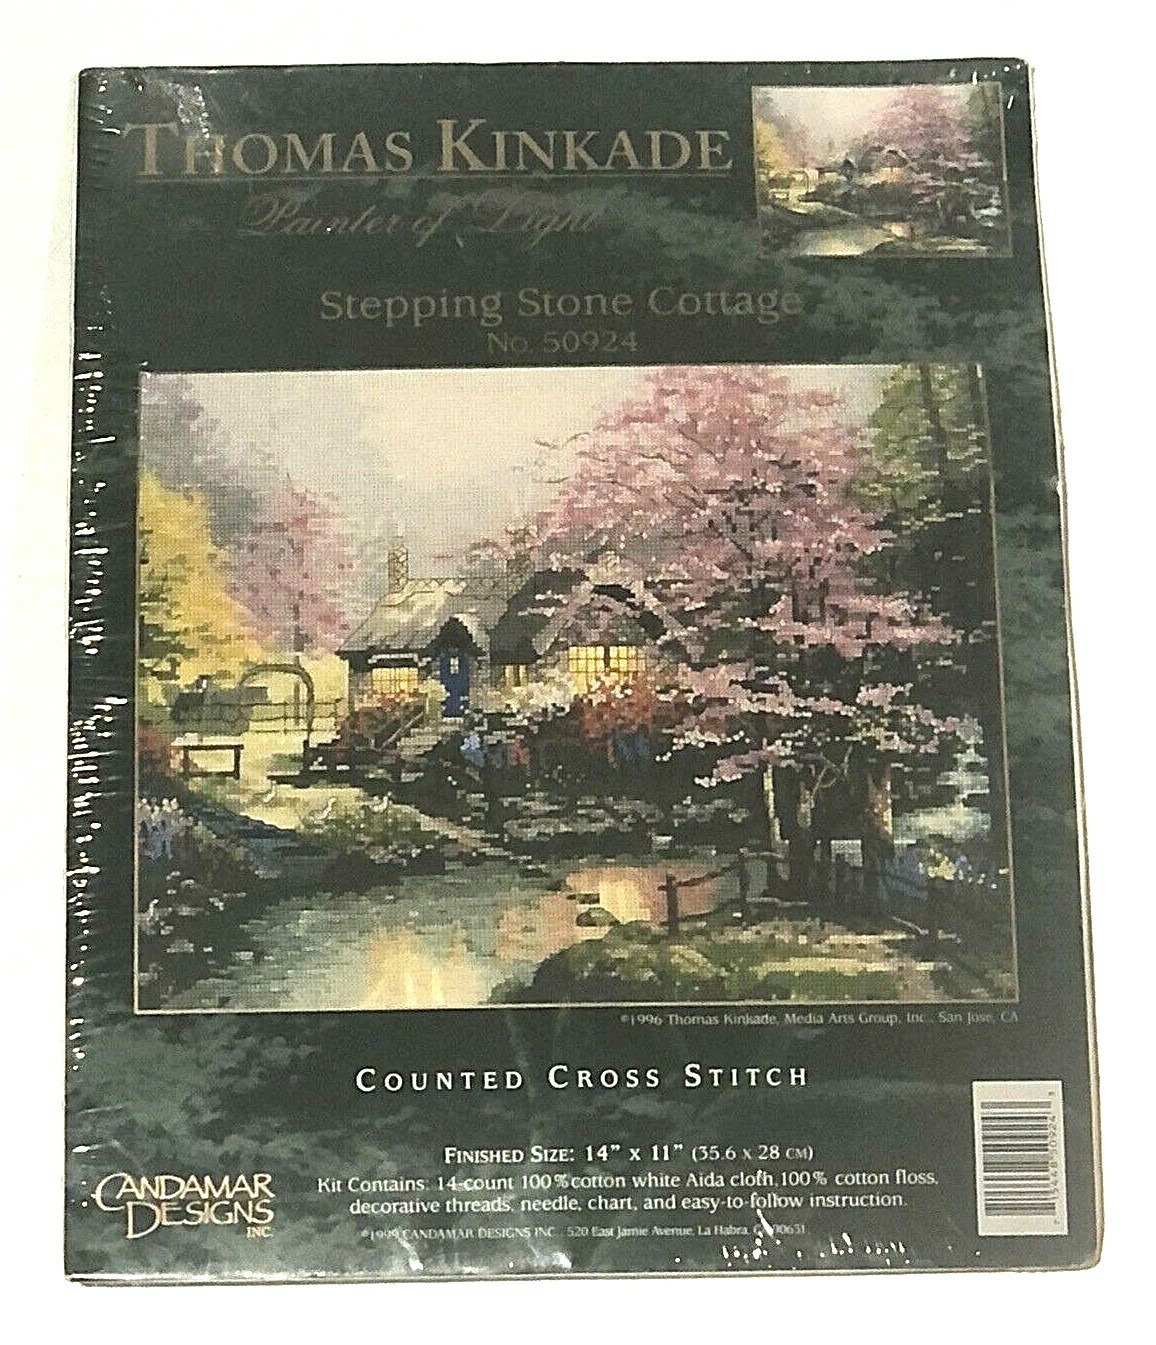 THOMAS KINKADE
Painter of Light
Stepping Stone Cottage
No. 50924
©1996 Thomas Kinkade, Media Arts Group, Inc., San Jose, CA
COUNTED CROSS STITCH
FINISHED SIZE: 14” X 11” (35.6 X 28 CM)
Kit Contains: 14-count 100% cotton white Aida cloth, 100% cotton floss,
decorative threads, needle, chart, and easy-to-follow instruction.
CANDAMAR
DESIGNS
INC.
©1999 CANDAMAR DESIGNS INC. 520 East Jamie Avenue, La Habra, CA 90631